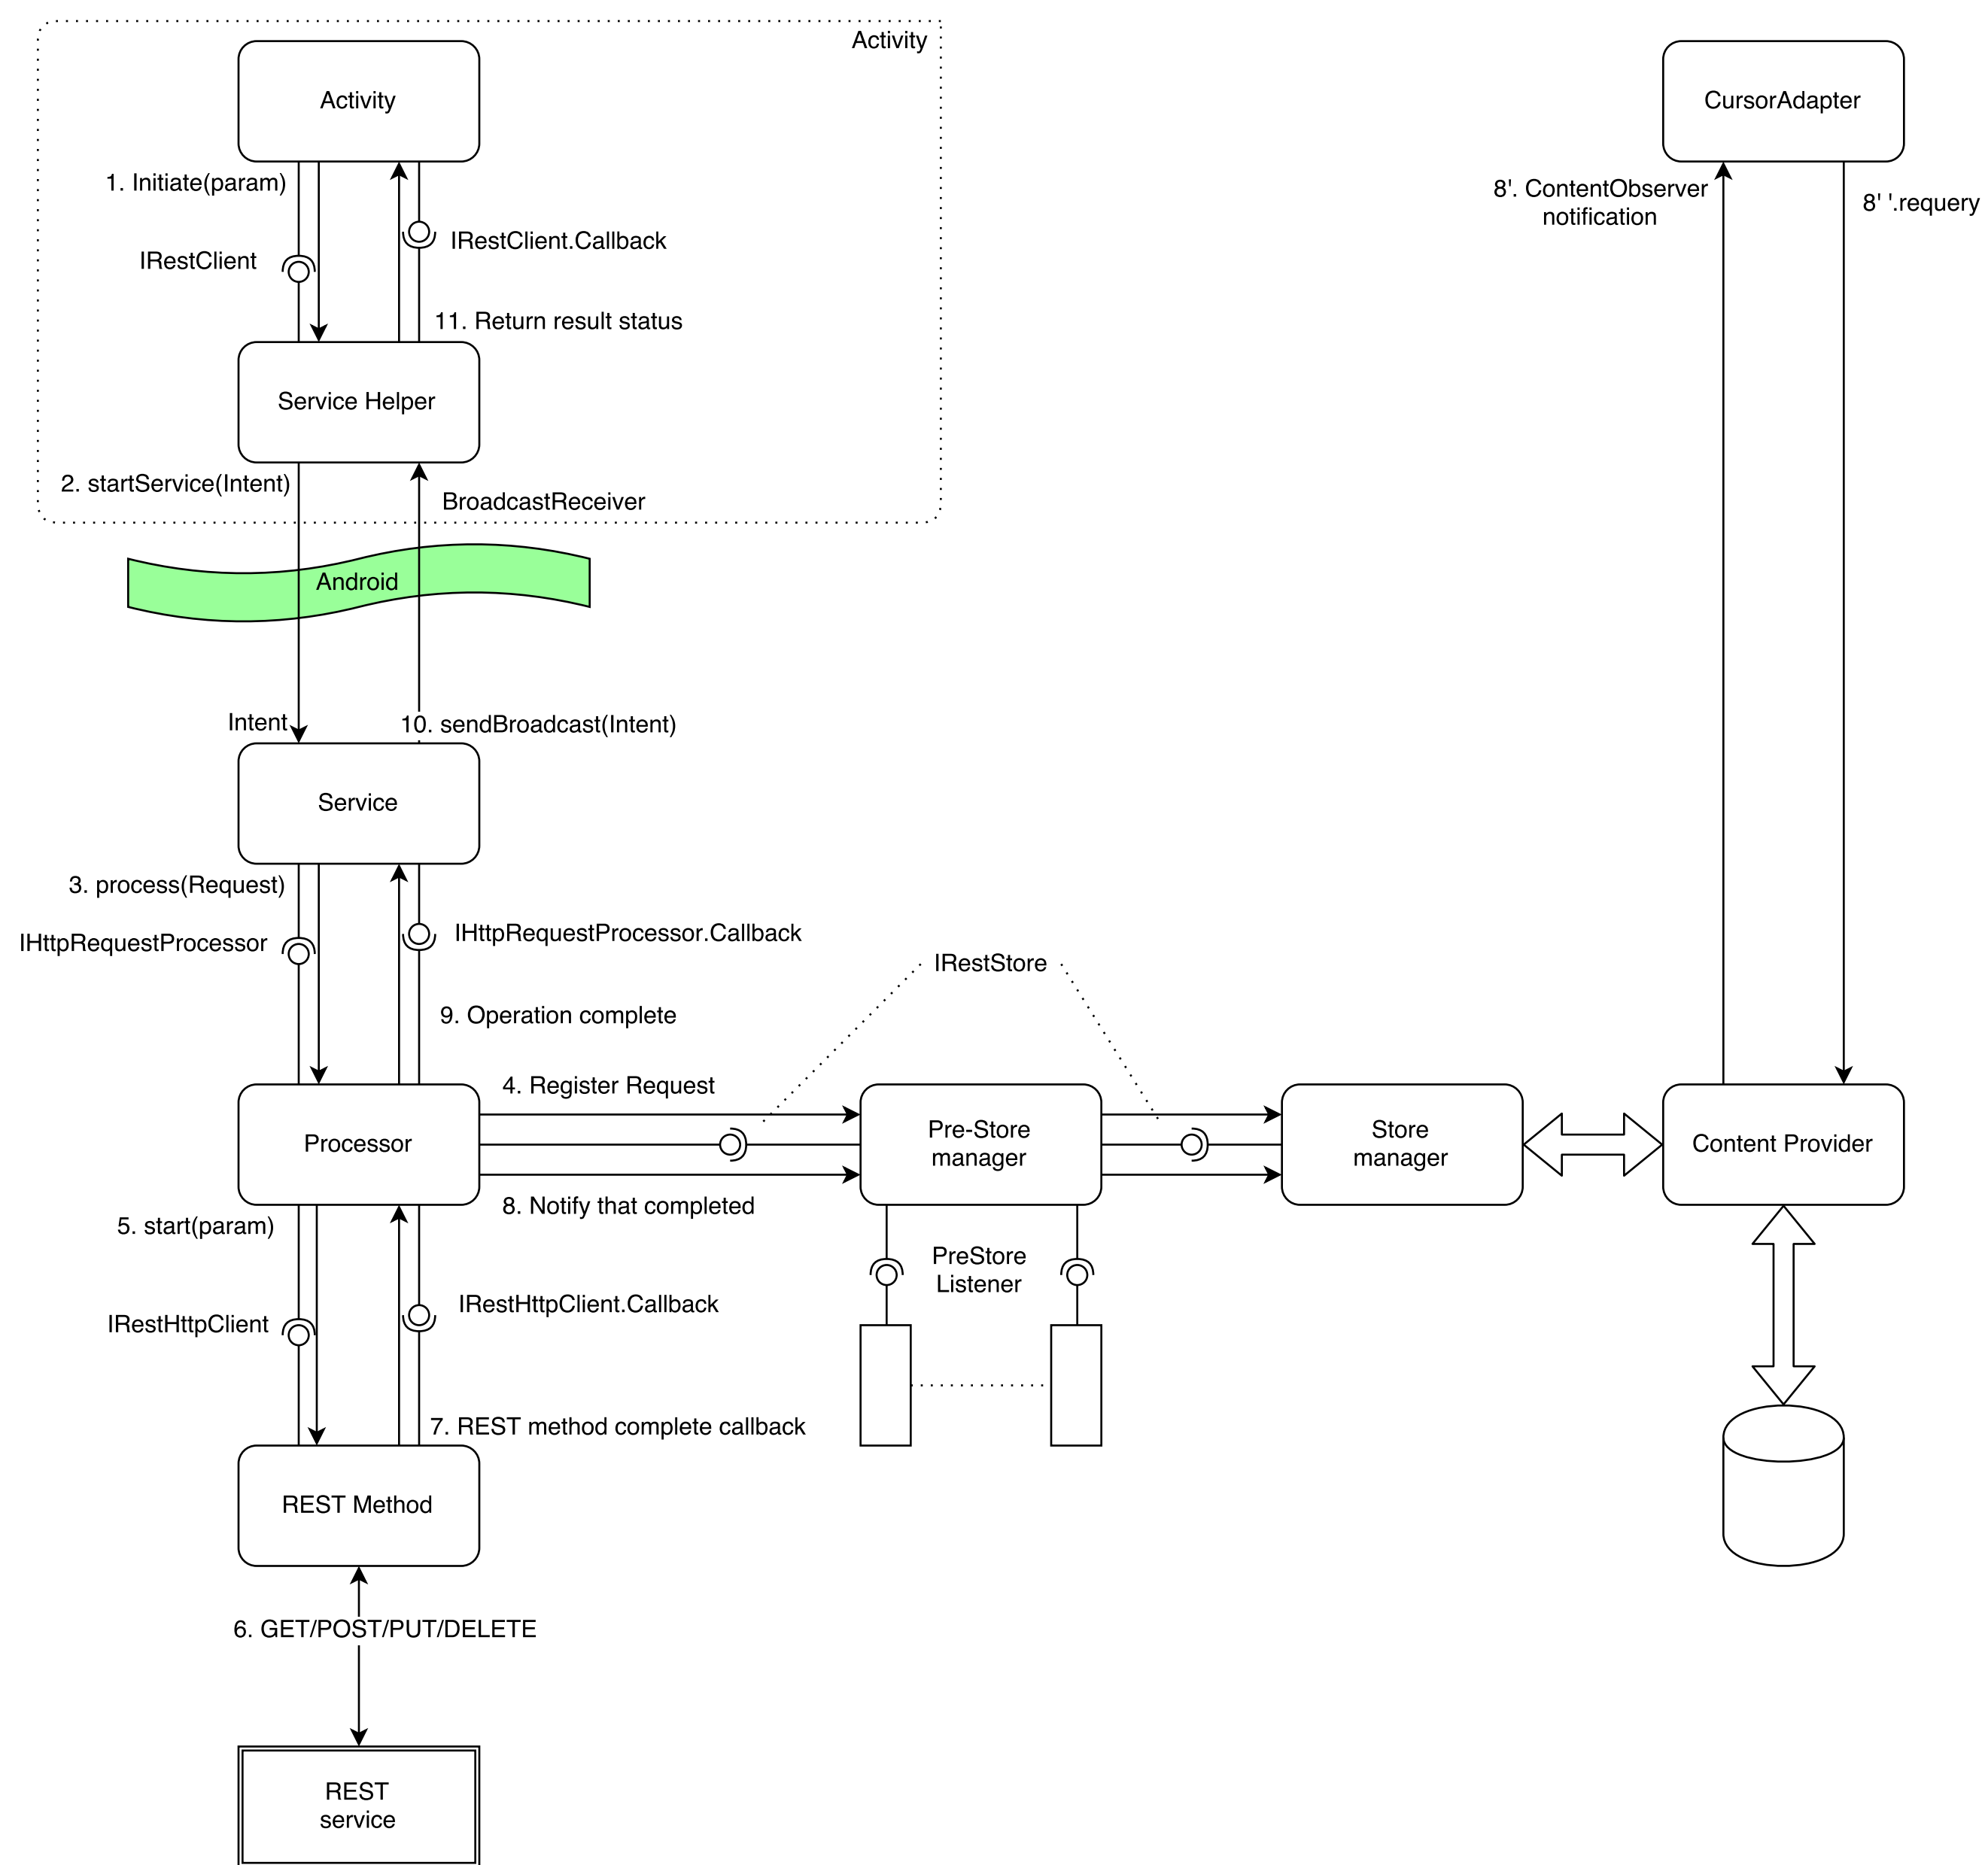 Activity
Activity
CursorAdapter
1. Initiate(param)
8'. ContentObserver
notification
8' '.requery
IRestClient.Callback
IRestClient
11. Return result status
Service Helper
2. startService(Intent)
BroadcastReceiver
Android
Intent
10. sendBroadcast(Intent)
Service
3. process(Request)
IHttpRequestProcessor
IHttpRequestProcessor.Callback
IRestStore
9. Operation complete
4. Register Request
Processor
Pre-Store
manager
Store
manager
Content Provider
8. Notify that completed
5. start(param)
PreStore
Listener
IRestHttpClient.Callback
IRestHttpClient
7. REST method complete callback
REST Method
6. GET/POST/PUT/DELETE
REST
service